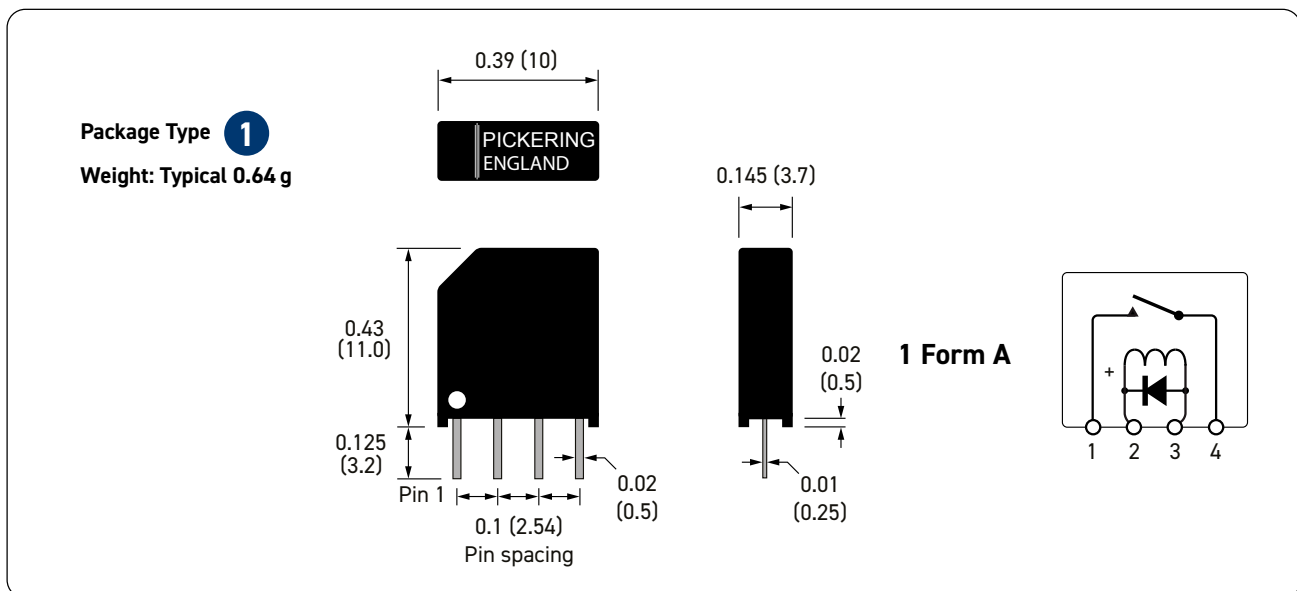 0.39 (10)
Package Type 1
Weight: Typical 0.64 g
PICKERING
ENGLAND
0.145 (3.7)
0.43
(11.0)
0.125
(3.2)
Pin 1
0.1 (2.54)
Pin spacing
0.02
(0.5)
0.02
(0.5)
0.01
(0.25)
1 Form A
+
1 2 3 4